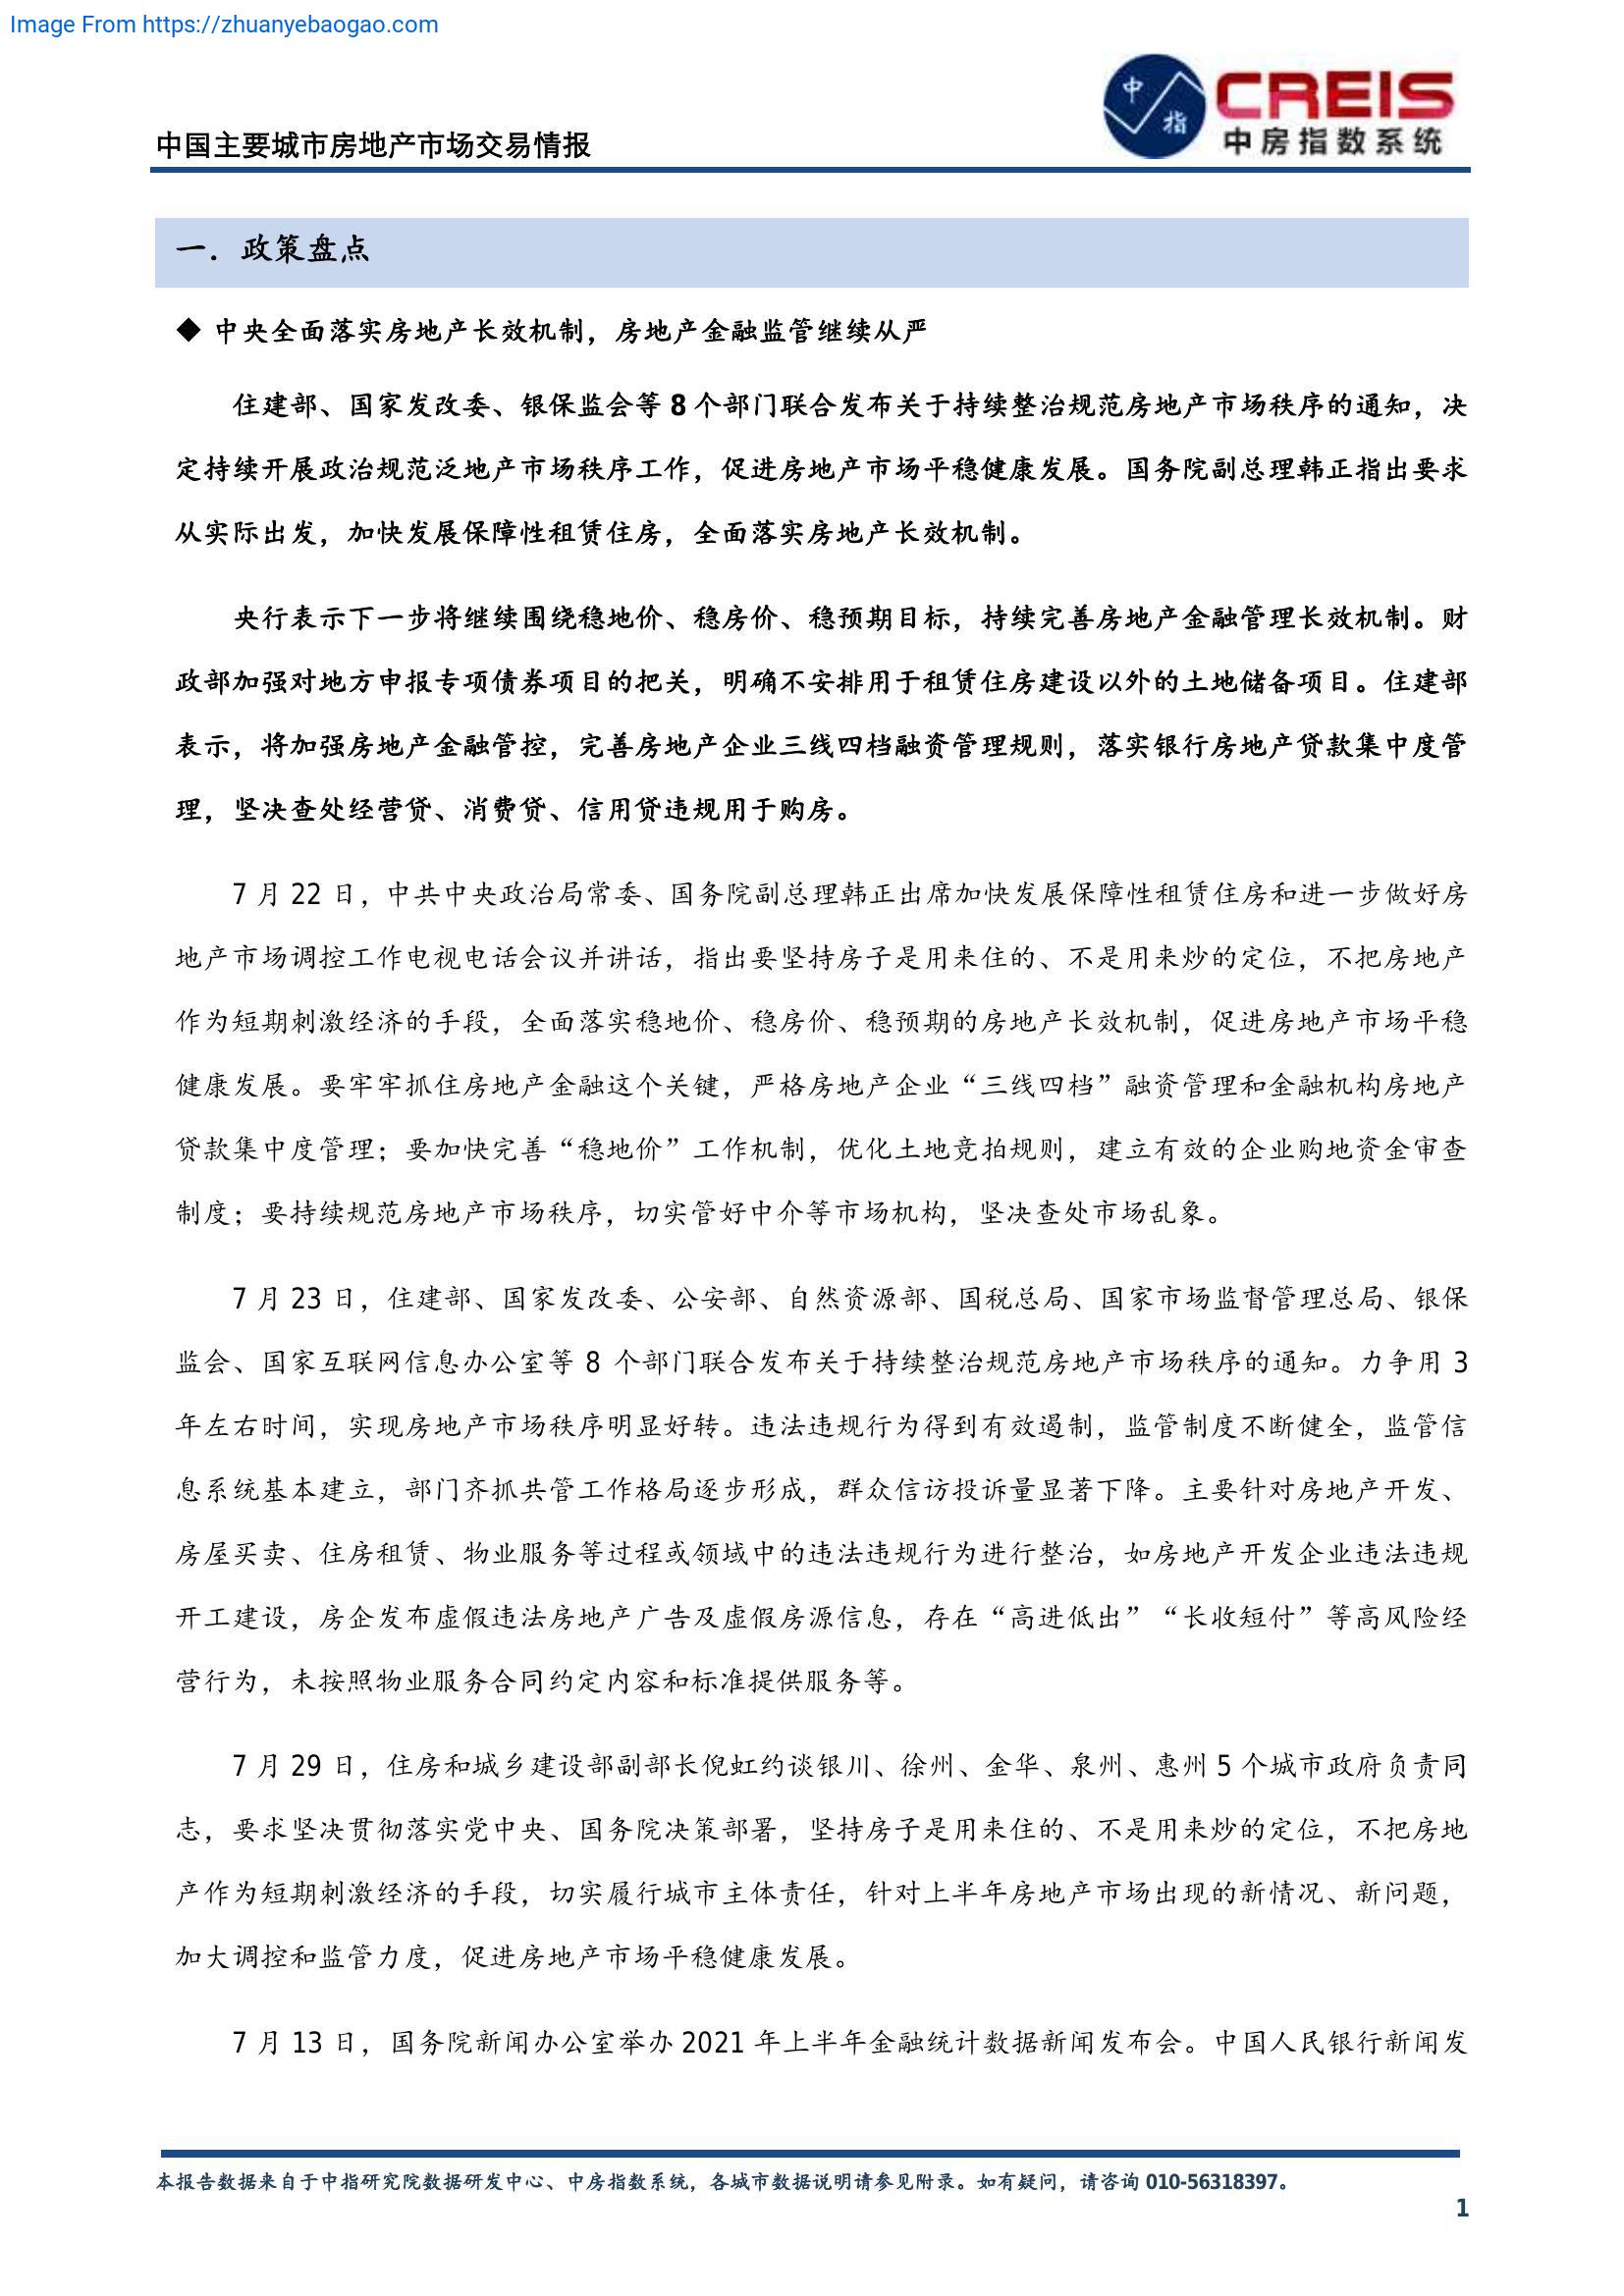 Image From https://zhuanyebaogao.com
中国主要城市房地产市场交易情报
中指
CREIS
中房指数系统
一．政策盘点
◆ 中央全面落实房地产长效机制，房地产金融监管继续从严
住建部、国家发改委、银保监会等 8 个部门联合发布关于持续整治规范房地产市场秩序的通知，决
定持续开展政治规范泛地产市场秩序工作，促进房地产市场平稳健康发展。国务院副总理韩正指出要求
从实际出发，加快发展保障性租赁住房，全面落实房地产长效机制。
央行表示下一步将继续围绕稳地价、稳房价、稳预期目标，持续完善房地产金融管理长效机制。财
政部加强对地方申报专项债券项目的把关，明确不安排用于租赁住房建设以外的土地储备项目。住建部
表示，将加强房地产金融管控，完善房地产企业三线四档融资管理规则，落实银行房地产贷款集中度管
理，坚决查处经营贷、消费贷、信用贷违规用于购房。
7 月 22 日，中共中央政治局常委、国务院副总理韩正出席加快发展保障性租赁住房和进一步做好房
地产市场调控工作电视电话会议并讲话，指出要坚持房子是用来住的、不是用来炒的定位，不把房地产
作为短期刺激经济的手段，全面落实稳地价、稳房价、稳预期的房地产长效机制，促进房地产市场平稳
健康发展。要牢牢抓住房地产金融这个关键，严格房地产企业“三线四档”融资管理和金融机构房地产
贷款集中度管理；要加快完善“稳地价”工作机制，优化土地竞拍规则，建立有效的企业购地资金审查
制度；要持续规范房地产市场秩序，切实管好中介等市场机构，坚决查处市场乱象。
7 月 23 日，住建部、国家发改委、公安部、自然资源部、国税总局、国家市场监督管理总局、银保
监会、国家互联网信息办公室等 8 个部门联合发布关于持续整治规范房地产市场秩序的通知。力争用 3
年左右时间，实现房地产市场秩序明显好转。违法违规行为得到有效遏制，监管制度不断健全，监管信
息系统基本建立，部门齐抓共管工作格局逐步形成，群众信访投诉量显著下降。主要针对房地产开发、
房屋买卖、住房租赁、物业服务等过程或领域中的违法违规行为进行整治，如房地产开发企业违法违规
开工建设，房企发布虚假违法房地产广告及虚假房源信息，存在“高进低出”“长收短付”等高风险经
营行为，未按照物业服务合同约定内容和标准提供服务等。
7 月 29 日，住房和城乡建设部副部长倪虹约谈银川、徐州、金华、泉州、惠州 5 个城市政府负责同
志，要求坚决贯彻落实党中央、国务院决策部署，坚持房子是用来住的、不是用来炒的定位，不把房地
产作为短期刺激经济的手段，切实履行城市主体责任，针对上半年房地产市场出现的新情况、新问题，
加大调控和监管力度，促进房地产市场平稳健康发展。
7 月 13 日，国务院新闻办公室举办 2021 年上半年金融统计数据新闻发布会。中国人民银行新闻发
本报告数据来自于中指研究院数据研发中心、中房指数系统，各城市数据说明请参见附录。如有疑问，请咨询 010-56318397。
1